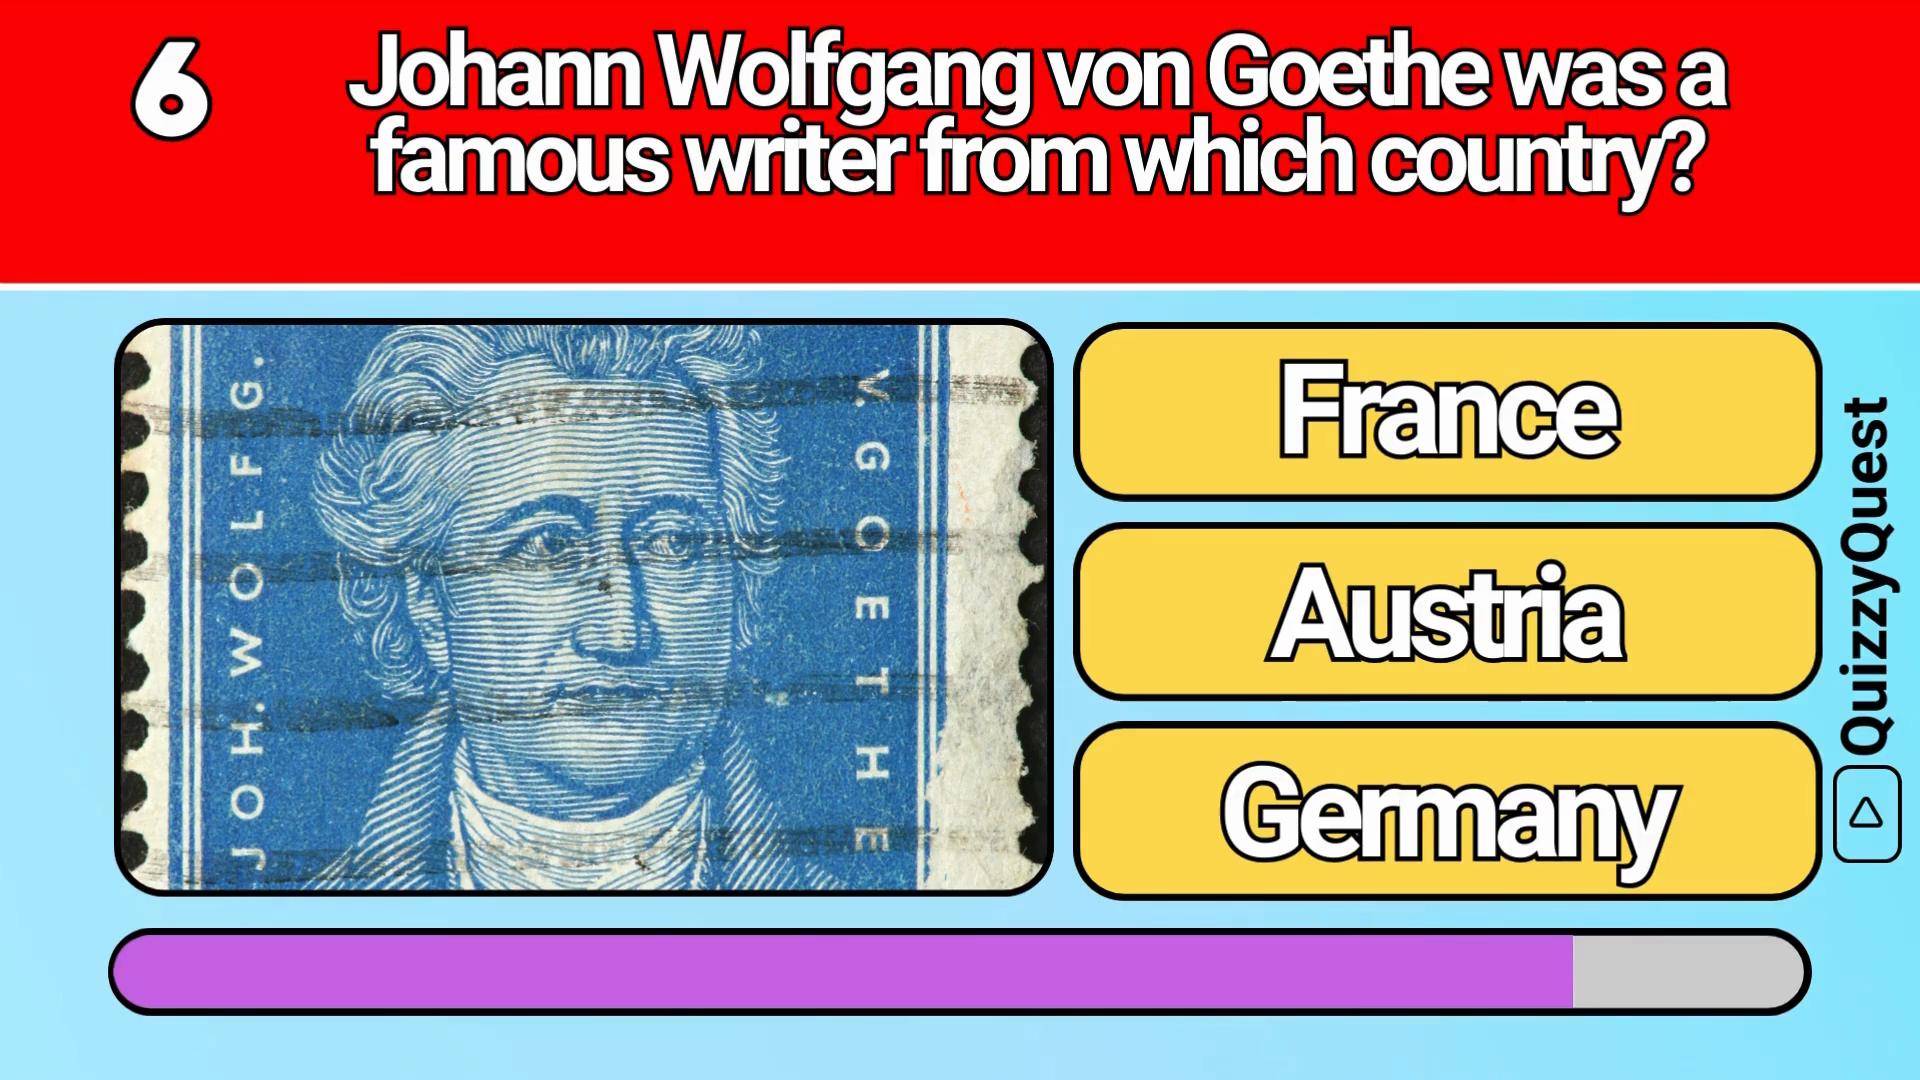 6
Johann Wolfgang von Goethe was a
famous writer from which country?
JOH. WOLFG.
V. GOETHE
France
Austria
Germany
QuizzyQuest